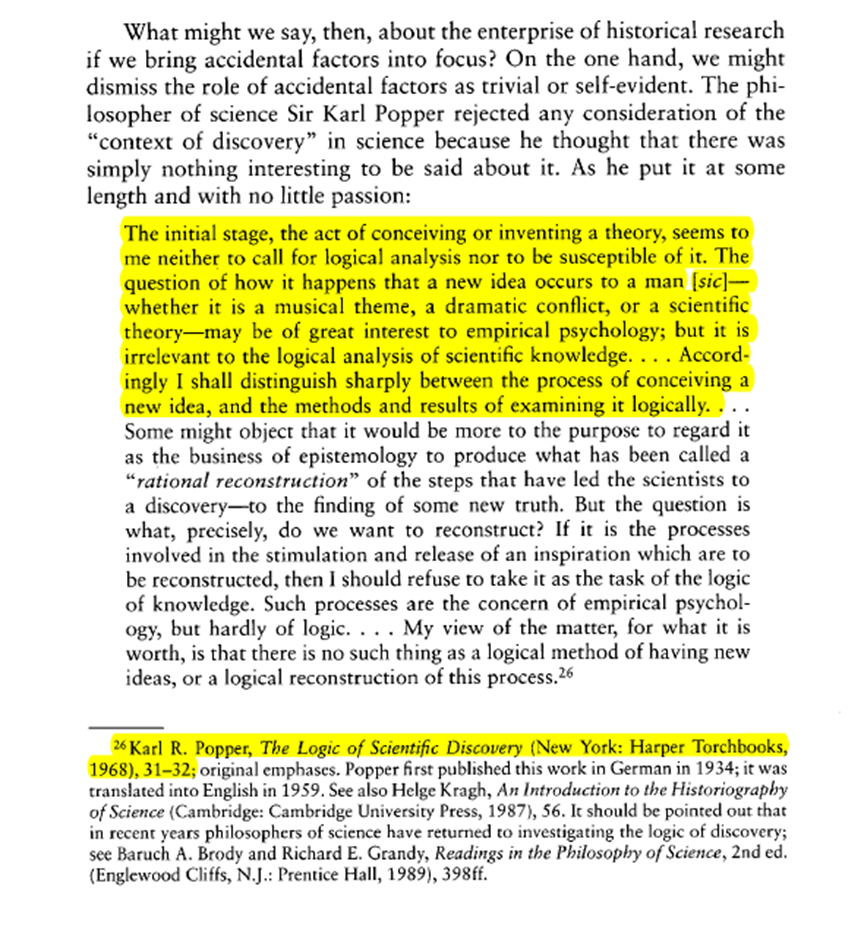 What might we say, then, about the enterprise of historical research
if we bring accidental factors into focus? On the one hand, we might
dismiss the role of accidental factors as trivial or self-evident. The phi-
losopher of science Sir Karl Popper rejected any consideration of the
“context of discovery” in science because he thought that there was
simply nothing interesting to be said about it. As he put it at some
length and with no little passion:
The initial stage, the act of conceiving or inventing a theory, seems to
me neither to call for logical analysis nor to be susceptible of it. The
question of how it happens that a new idea occurs to a man [sic]—
whether it is a musical theme, a dramatic conflict, or a scientific
theory—may be of great interest to empirical psychology; but it is
irrelevant to the logical analysis of scientific knowledge. . . . Accord-
ingly I shall distinguish sharply between the process of conceiving a
new idea, and the methods and results of examining it logically. . . .
Some might object that it would be more to the purpose to regard it
as the business of epistemology to produce what has been called a
“rational reconstruction” of the steps that have led the scientists to
a discovery—to the finding of some new truth. But the question is
what, precisely, do we want to reconstruct? If it is the processes
involved in the stimulation and release of an inspiration which are to
be reconstructed, then I should refuse to take it as the task of the logic
of knowledge. Such processes are the concern of empirical psychol-
ogy, but hardly of logic. . . . My view of the matter, for what it is
worth, is that there is no such thing as a logical method of having new
ideas, or a logical reconstruction of this process.26
26 Karl R. Popper, The Logic of Scientific Discovery (New York: Harper Torchbooks,
1968), 31–32; original emphases. Popper first published this work in German in 1934; it was
translated into English in 1959. See also Helge Kragh, An Introduction to the Historiography
of Science (Cambridge: Cambridge University Press, 1987), 56. It should be pointed out that
in recent years philosophers of science have returned to investigating the logic of discovery;
see Baruch A. Brody and Richard E. Grandy, Readings in the Philosophy of Science, 2nd ed.
(Englewood Cliffs, N.J.: Prentice Hall, 1989), 398ff.